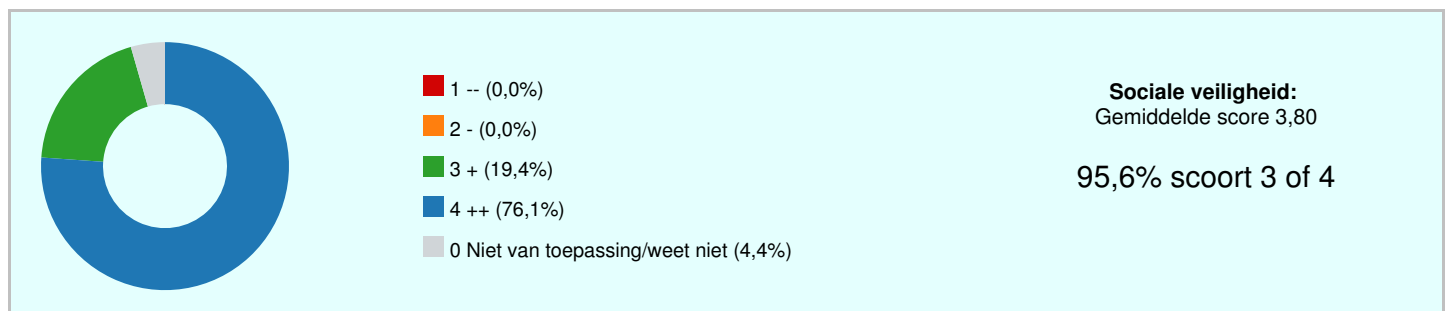 1 -- (0,0%)
2 - (0,0%)
3 + (19,4%)
4 ++ (76,1%)
0 Niet van toepassing/weet niet (4,4%)
Sociale veiligheid:
Gemiddelde score 3,80
95,6% scoort 3 of 4